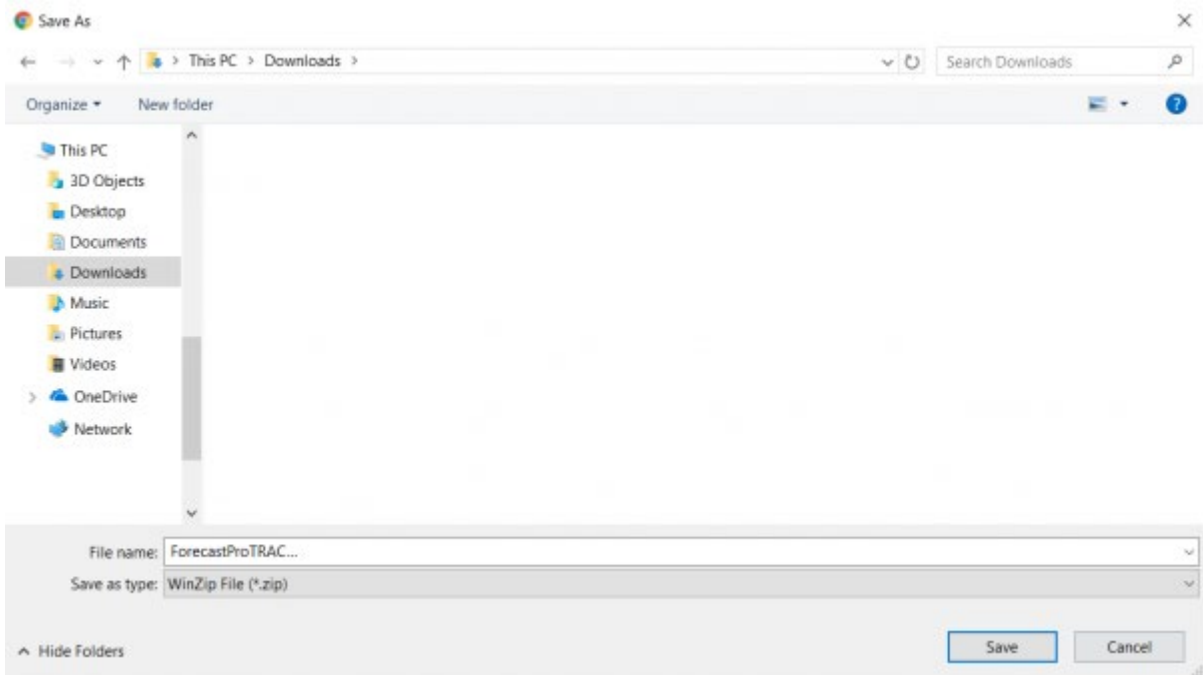 Save As
This PC > Downloads >
Search Downloads
Organize
New folder
?
This PC
3D Objects
Desktop
Documents
Downloads
Music
Pictures
Videos
> OneDrive
Network
File name: ForecastProTRAC...
Save as type: WinZip File (*.zip)
Hide Folders
Save
Cancel